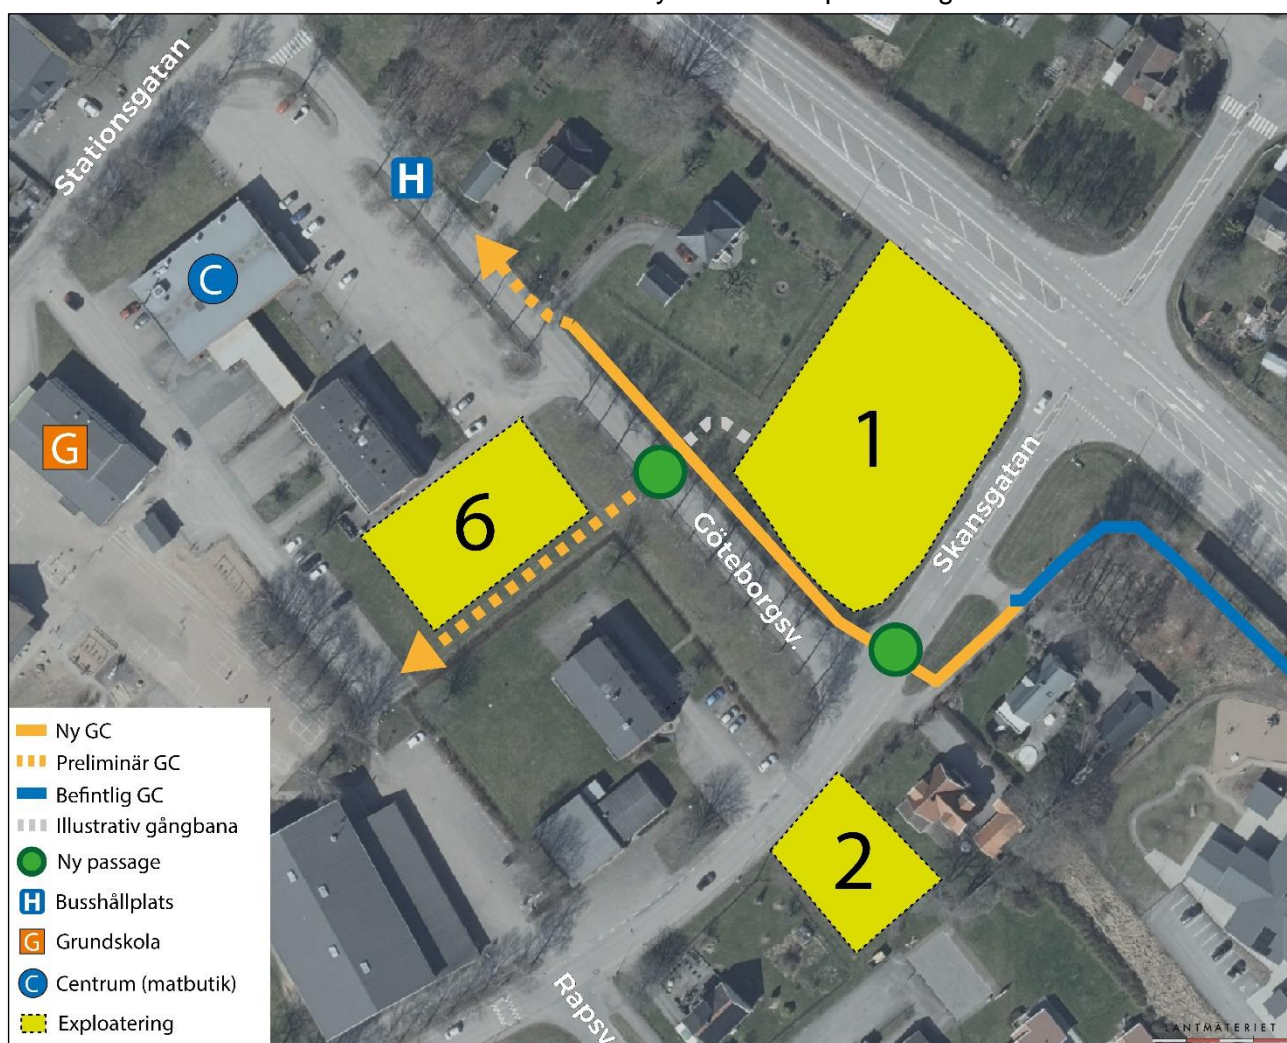 Stationsgatan
H
C
G
1
6
Göteborgsv.
Skansgatan
2
Rapsv.
Ny GC
Preliminär GC
Befintlig GC
Illustrativ gångbana
Ny passage
H Busshållplats
G Grundskola
C Centrum (matbutik)
Exploatering
LANTMÄTERIET